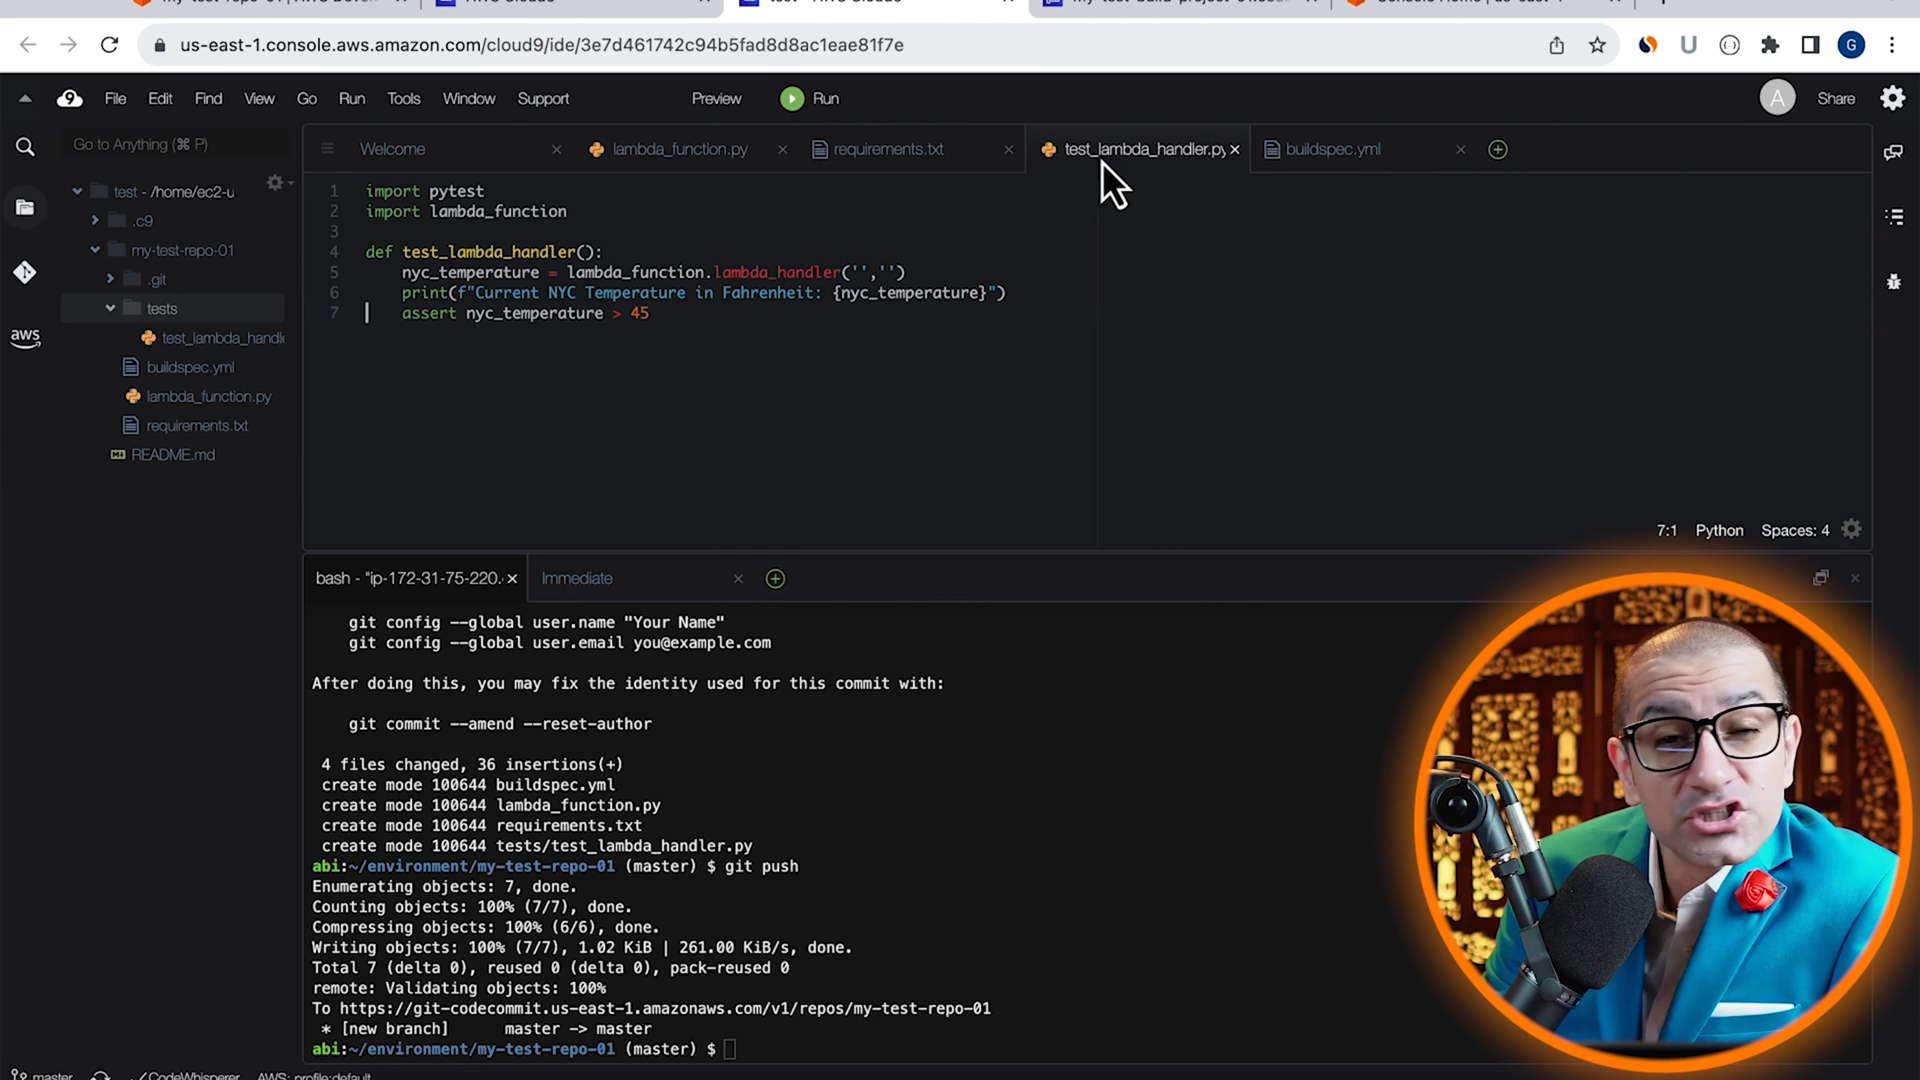 us-east-1.console.aws.amazon.com/cloud9/ide/3e7d461742c94b5fad8d8ac1eae81f7e
G
9 File Edit Find View Go Run Tools Window Support Preview Run A Share
Go to Anything (⌘ P)
Welcome lambda_function.py requirements.txt test_lambda_handler.py buildspec.yml
test - /home/ec2-u
.c9
my-test-repo-01
.git
tests
test_lambda_handle
buildspec.yml
lambda_function.py
requirements.txt
README.md
aws
1 import pytest
2 import lambda_function
3
4 def test_lambda_handler():
5 nyc_temperature = lambda_function.lambda_handler('','')
6 print(f"Current NYC Temperature in Fahrenheit: {nyc_temperature}")
7 assert nyc_temperature > 45
7:1 Python Spaces: 4
bash - "ip-172-31-75-220. Immediate
git config --global user.name "Your Name"
git config --global user.email you@example.com
After doing this, you may fix the identity used for this commit with:
git commit --amend --reset-author
4 files changed, 36 insertions(+)
create mode 100644 buildspec.yml
create mode 100644 lambda_function.py
create mode 100644 requirements.txt
create mode 100644 tests/test_lambda_handler.py
abi:~/environment/my-test-repo-01 (master) $ git push
Enumerating objects: 7, done.
Counting objects: 100% (7/7), done.
Compressing objects: 100% (6/6), done.
Writing objects: 100% (7/7), 1.02 KiB | 261.00 KiB/s, done.
Total 7 (delta 0), reused 0 (delta 0), pack-reused 0
remote: Validating objects: 100%
To https://git-codecommit.us-east-1.amazonaws.com/v1/repos/my-test-repo-01
* [new branch] master -> master
abi:~/environment/my-test-repo-01 (master) $
master CodeWhisperer AWS: profile:default